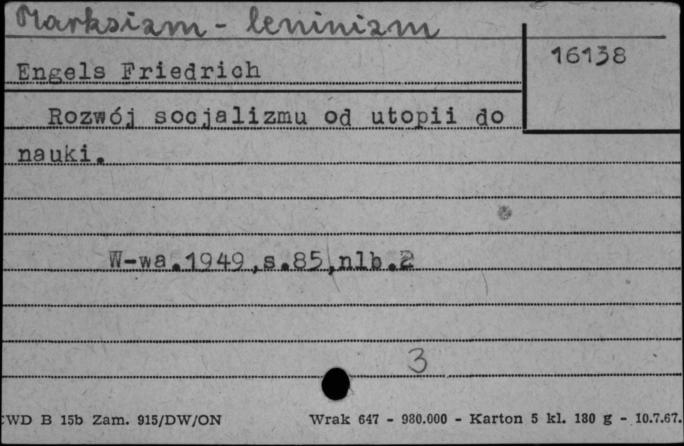 Marksizm - leninizm
16138
Engels Friedrich
Rozwój socjalizmu od utopii do
nauki.
W-wa.1949,s.85,nlb.2
3
WD B 15b Zam. 915/DW/ON Wrak 647 - 980.000 - Karton 5 kl. 180 g - 10.7.67.